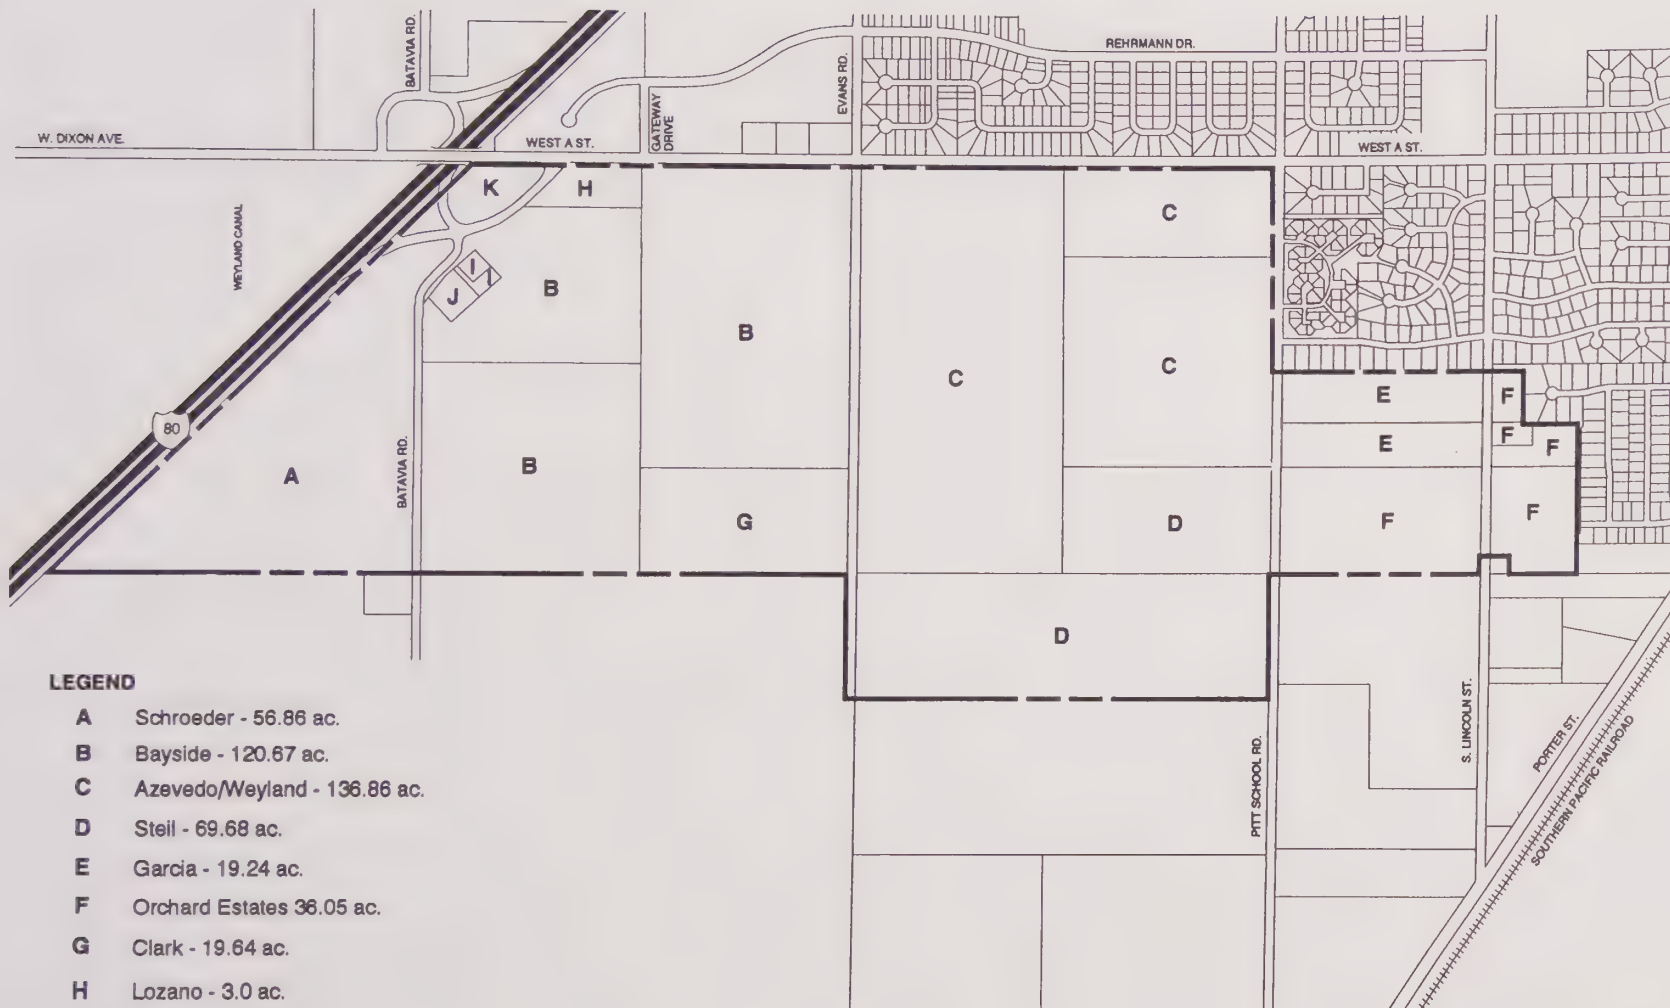 BATAVIA RD.
REHRMANN DR.
EVANS RD.
GATEWAY
DRIVE
W. DIXON AVE.
WEST A ST.
WEST A ST.
K
H
C
WEYLAND CANAL
I
J
B
B
C
C
E
F
80
E
F
F
BATAVIA RD.
A
B
G
D
F
F
D
LEGEND
A Schroeder - 56.86 ac.
B Bayside - 120.67 ac.
C Azevedo/Weyland - 136.86 ac.
D Steil - 69.68 ac.
E Garcia - 19.24 ac.
F Orchard Estates 36.05 ac.
G Clark - 19.64 ac.
H Lozano - 3.0 ac.
PITT SCHOOL RD.
S. LINCOLN ST.
PORTER ST.
SOUTHERN PACIFIC RAILROAD